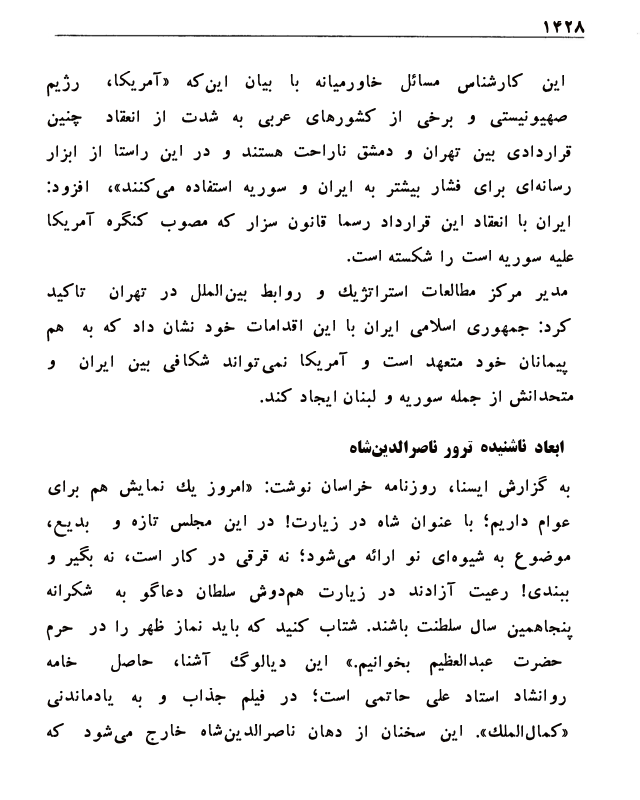 ۱۴۲۸
این کارشناس مسائل خاورمیانه با بیان این‌که «آمریکا، رژیم
صهیونیستی و برخی از کشورهای عربی به شدت از انعقاد چنین
قراردادی بین تهران و دمشق ناراحت هستند و در این راستا از ابزار
رسانه‌ای برای فشار بیشتر به ایران و سوریه استفاده می‌کنند»، افزود:
ایران با انعقاد این قرارداد رسما قانون سزار که مصوب کنگره آمریکا
علیه سوریه است را شکسته است.
مدیر مرکز مطالعات استراتژیك و روابط بین‌الملل در تهران تاکید
کرد: جمهوری اسلامی ایران با این اقدامات خود نشان داد که به هم
پیمانان خود متعهد است و آمریکا نمی‌تواند شکافی بین ایران و
متحدانش از جمله سوریه و لبنان ایجاد کند.
ابعاد ناشنیده ترور ناصرالدین‌شاه
به گزارش ایسنا، روزنامه خراسان نوشت: «امروز یك نمایش هم برای
عوام داریم؛ با عنوان شاه در زیارت! در این مجلس تازه و بدیع،
موضوع به شیوه‌ای نو ارائه می‌شود؛ نه قرقی در کار است، نه بگیر و
ببندی! رعیت آزادند در زیارت هم‌دوش سلطان دعاگو به شکرانه
پنجاهمین سال سلطنت باشند. شتاب کنید که باید نماز ظهر را در حرم
حضرت عبدالعظیم بخوانیم.» این دیالوگ آشنا، حاصل خامه
روانشاد استاد علی حاتمی است؛ در فیلم جذاب و به یادماندنی
«کمال‌الملك». این سخنان از دهان ناصرالدین‌شاه خارج می‌شود که